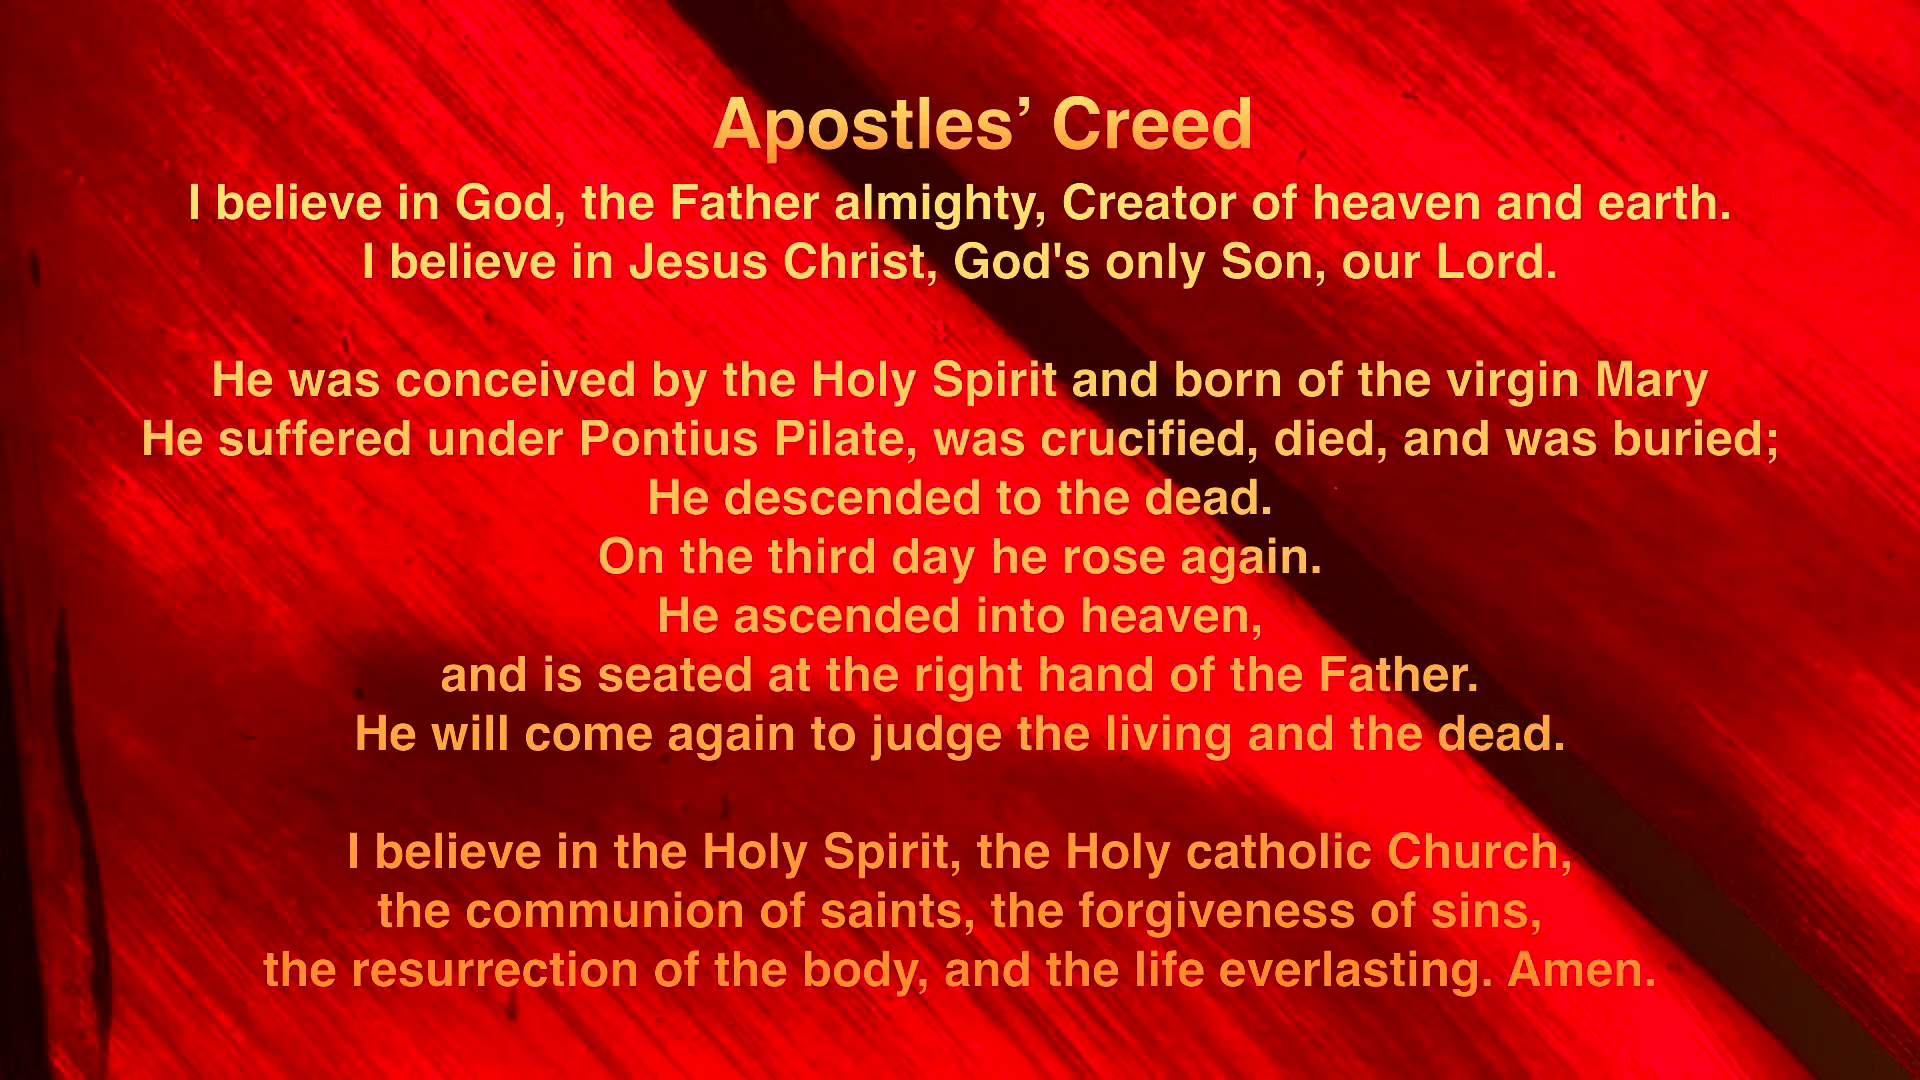 Apostles’ Creed
I believe in God, the Father almighty, Creator of heaven and earth.
I believe in Jesus Christ, God's only Son, our Lord.
He was conceived by the Holy Spirit and born of the virgin Mary
He suffered under Pontius Pilate, was crucified, died, and was buried;
He descended to the dead.
On the third day he rose again.
He ascended into heaven,
and is seated at the right hand of the Father.
He will come again to judge the living and the dead.
I believe in the Holy Spirit, the Holy catholic Church,
the communion of saints, the forgiveness of sins,
the resurrection of the body, and the life everlasting. Amen.